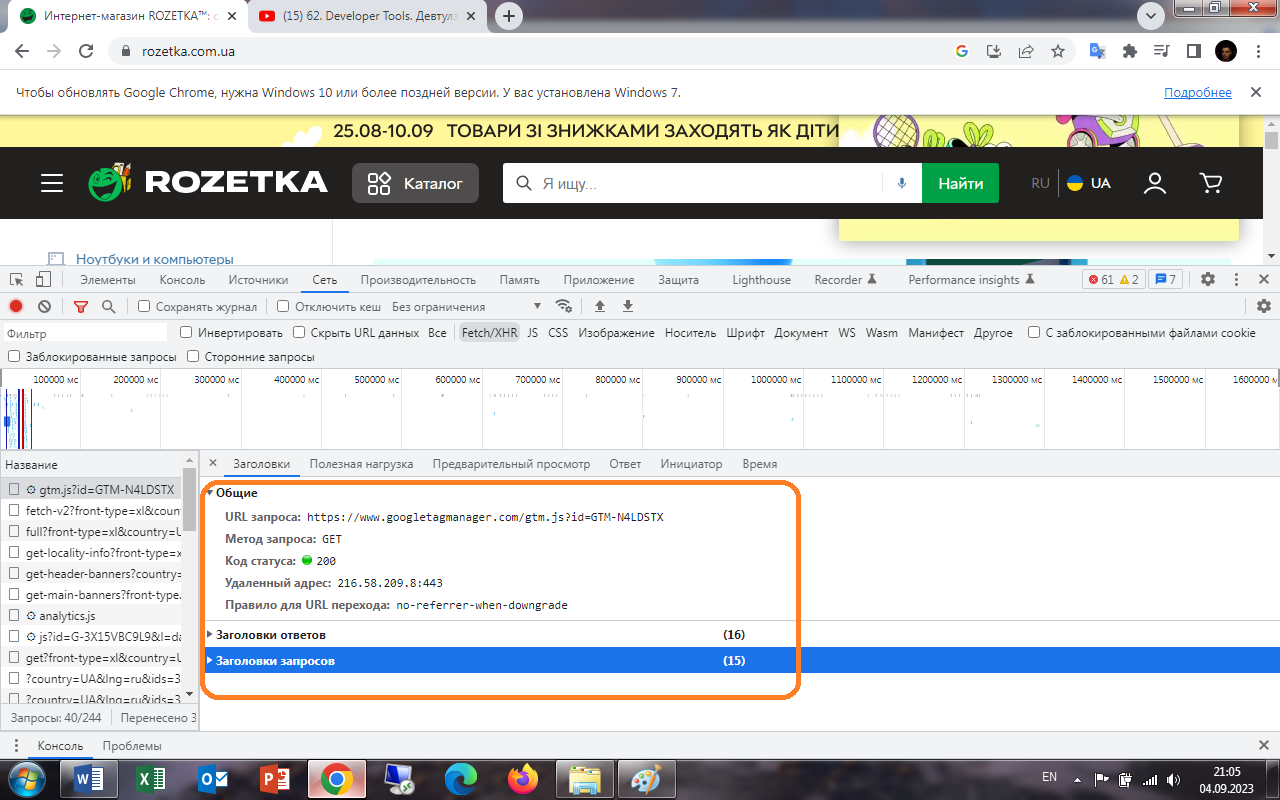 Интернет-магазин ROZETKA™: с
(15) 62. Developer Tools. Девтул
rozetka.com.ua
Чтобы обновлять Google Chrome, нужна Windows 10 или более поздней версии. У вас установлена Windows 7.
Подробнее
25.08-10.09 ТОВАРИ ЗІ ЗНИЖКАМИ ЗАХОДЯТЬ ЯК ДІТИ
ROZETKA Каталог Я ищу... Найти RU UA
Ноутбуки и компьютеры
Элементы Консоль Источники Сеть Производительность Память Приложение Защита Lighthouse Recorder Performance insights 61 2 7
Сохранять журнал Отключить кеш Без ограничения
Фильтр Инвертировать Скрыть URL данных Все Fetch/XHR JS CSS Изображение Носитель Шрифт Документ WS Wasm Манифест Другое С заблокированными файлами cookie
Заблокированные запросы Сторонние запросы
100000 мс 200000 мс 300000 мс 400000 мс 500000 мс 600000 мс 700000 мс 800000 мс 900000 мс 1000000 мс 1100000 мс 1200000 мс 1300000 мс 1400000 мс 1500000 мс 1600000 м
Название
Заголовки Полезная нагрузка Предварительный просмотр Ответ Инициатор Время
gtm.js?id=GTM-N4LDSTX
fetch-v2?front-type=xl&coun
full?front-type=xl&country=U
get-locality-info?front-type=x
get-header-banners?country=
get-main-banners?front-type.
analytics.js
js?id=G-3X15VBC9L9&l=da
get?front-type=xl&country=U
?country=UA&lng=ru&ids=3
?country=UA&lng=ru&ids=3
Запросы: 40/244 Перенесено 3
Общие
URL запроса: https://www.googletagmanager.com/gtm.js?id=GTM-N4LDSTX
Метод запроса: GET
Код статуса: 200
Удаленный адрес: 216.58.209.8:443
Правило для URL перехода: no-referrer-when-downgrade
Заголовки ответов (16)
Заголовки запросов (15)
Консоль Проблемы
EN
21:05
04.09.2023